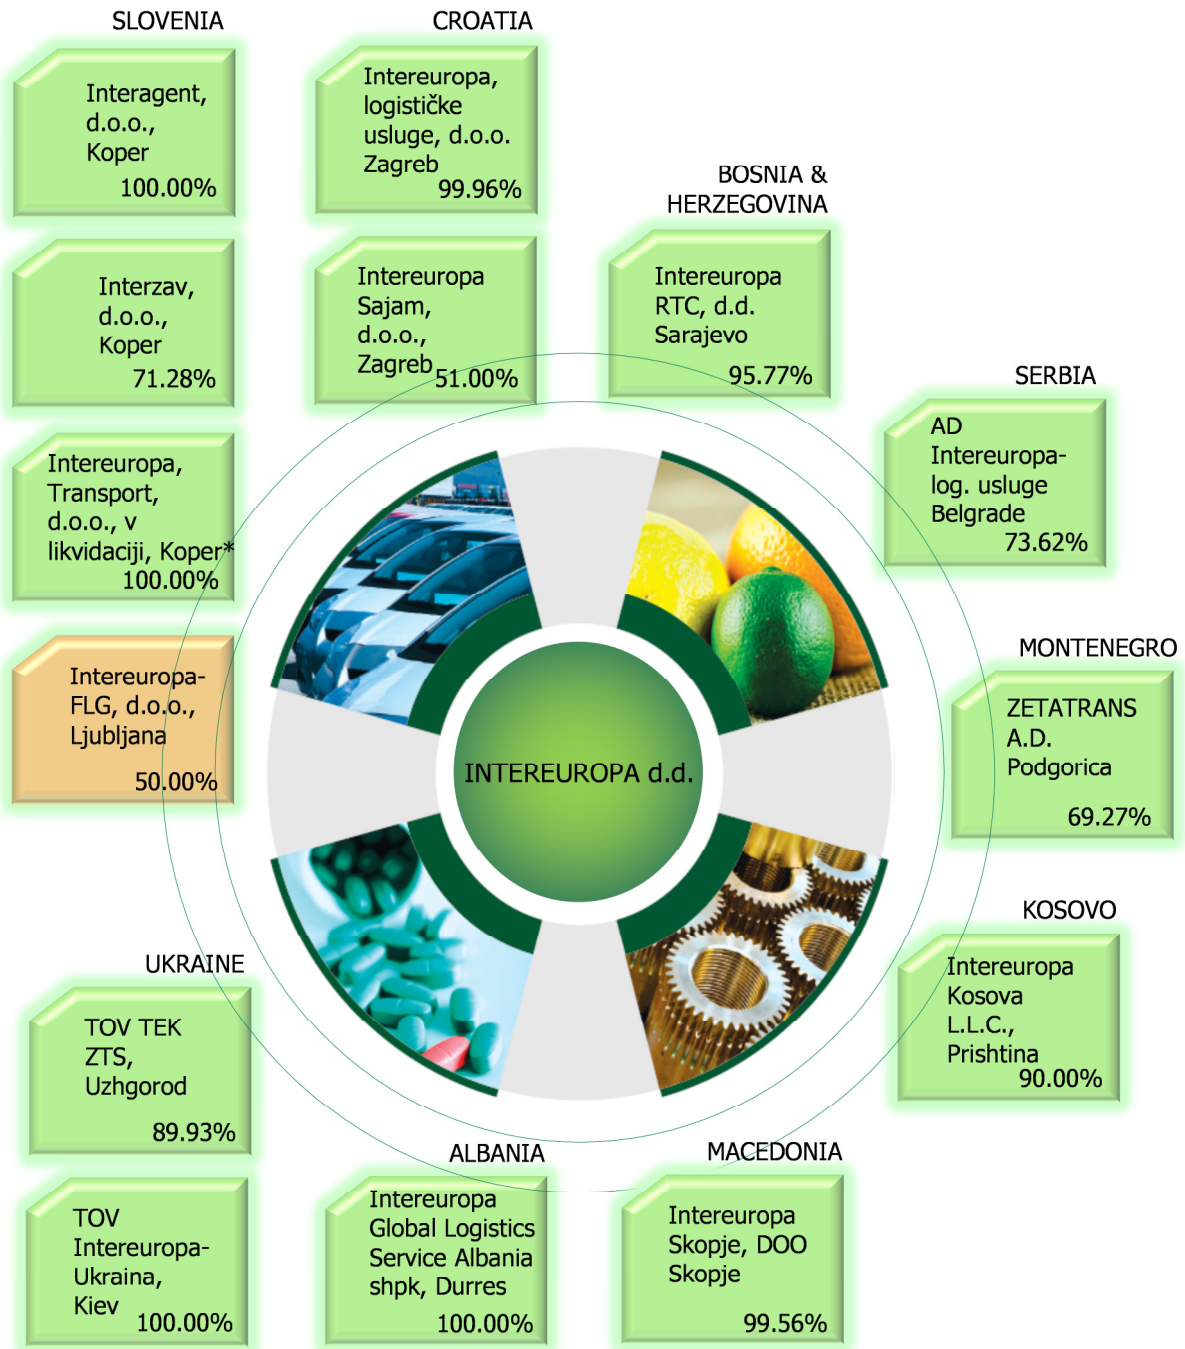 SLOVENIA
Interagent,
d.o.o.,
Koper
100.00%
Interzav,
d.o.o.,
Koper
71.28%
Intereuropa,
Transport,
d.o.o., v
likvidaciji, Koper*
100.00%
Intereuropa-
FLG, d.o.o.,
Ljubljana
50.00%
CROATIA
Intereuropa,
logističke
usluge, d.o.o.
Zagreb
99.96%
Intereuropa
Sajam,
d.o.o.,
Zagreb
51.00%
BOSNIA &
HERZEGOVINA
Intereuropa
RTC, d.d.
Sarajevo
95.77%
SERBIA
AD
Intereuropa-
log. usluge
Belgrade
73.62%
MONTENEGRO
ZETATRANS
A.D.
Podgorica
69.27%
INTEREUROPA d.d.
KOSOVO
Intereuropa
Kosova
L.L.C.,
Prishtina
90.00%
UKRAINE
TOV TEK
ZTS,
Uzhgorod
89.93%
TOV
Intereuropa-
Ukraina,
Kiev
100.00%
ALBANIA
Intereuropa
Global Logistics
Service Albania
shpk, Durres
100.00%
MACEDONIA
Intereuropa
Skopje, DOO
Skopje
99.56%